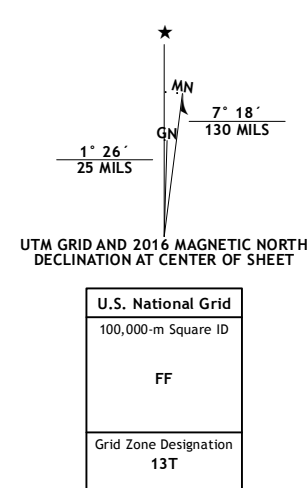 ★
MN
7° 18´
130 MILS
GN
1° 26´
25 MILS
UTM GRID AND 2016 MAGNETIC NORTH
DECLINATION AT CENTER OF SHEET
U.S. National Grid
100,000-m Square ID
FF
Grid Zone Designation
13T